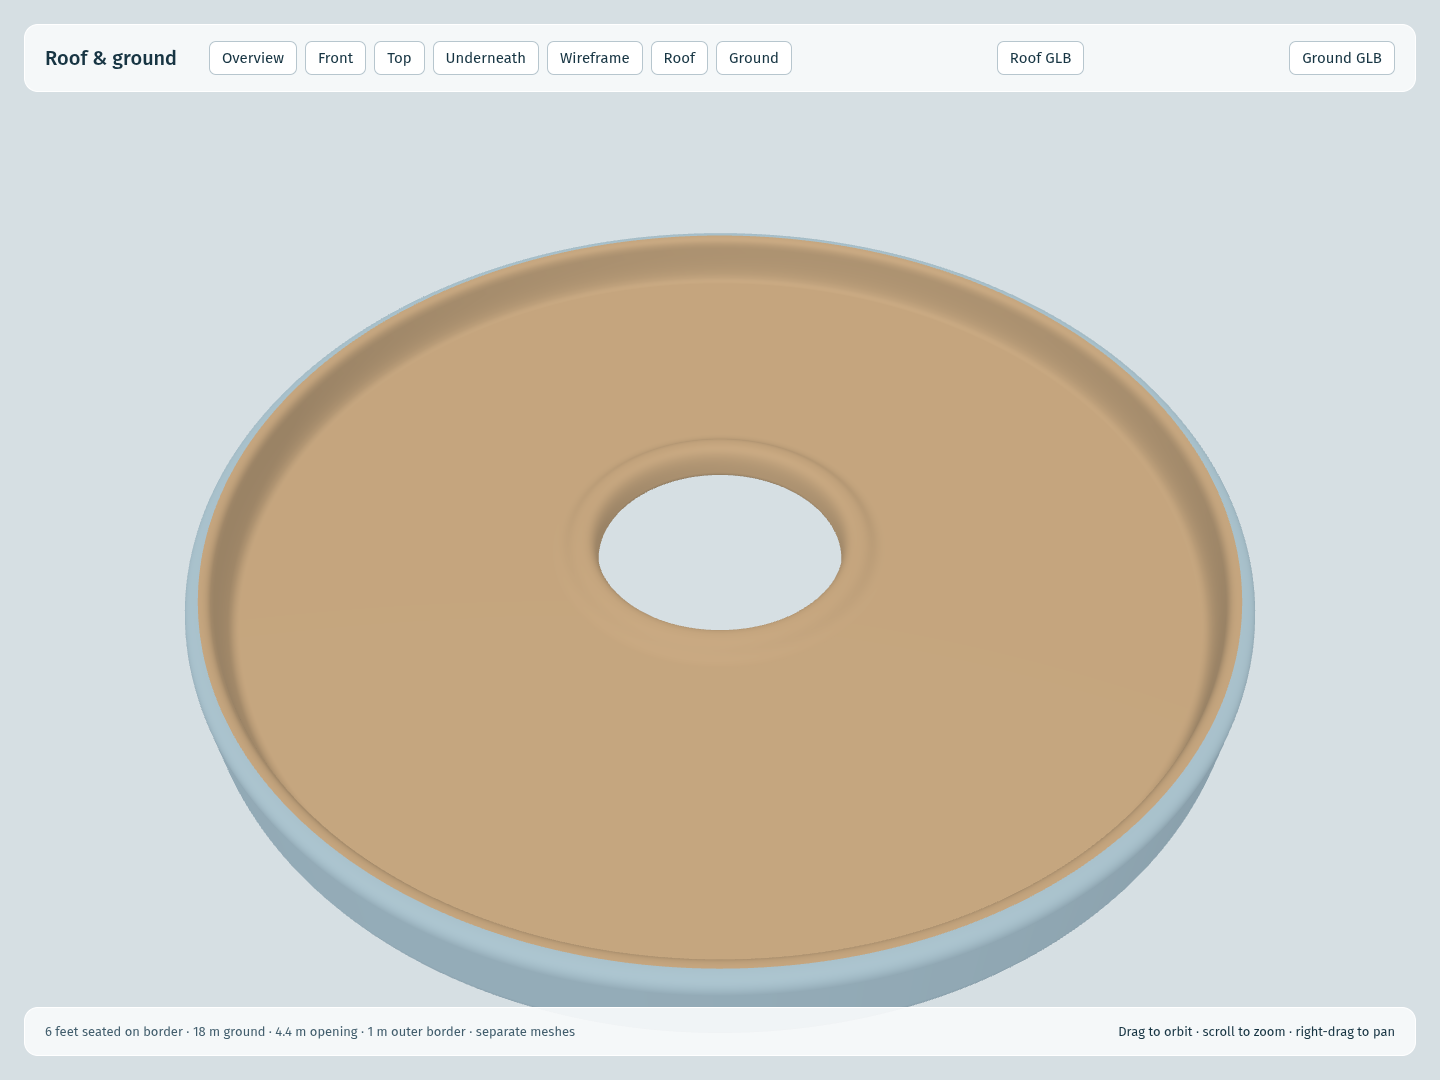 Roof & ground Overview Front Top Underneath Wireframe Roof Ground Roof GLB Ground GLB
6 feet seated on border · 18 m ground · 4.4 m opening · 1 m outer border · separate meshes Drag to orbit · scroll to zoom · right-drag to pan